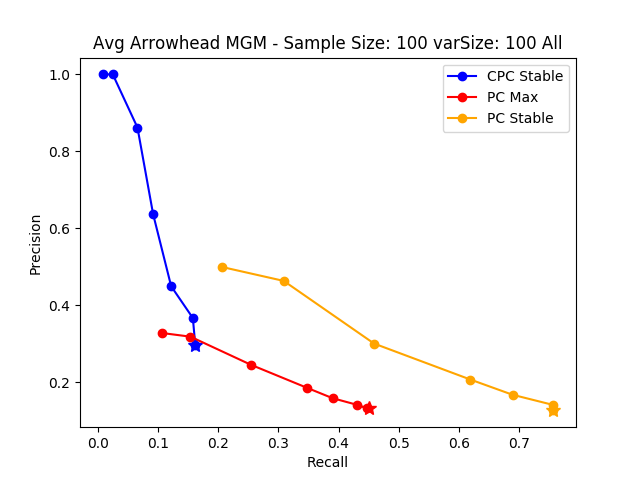 Avg Arrowhead MGM - Sample Size: 100 varSize: 100 All
CPC Stable
PC Max
PC Stable
1.0
0.8
0.6
0.4
0.2
Precision
0.0 0.1 0.2 0.3 0.4 0.5 0.6 0.7
Recall